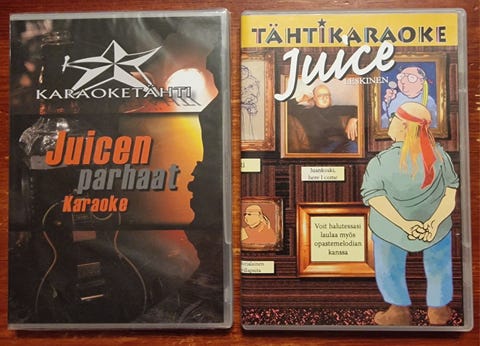 KARAOKETÄHTI
Juicen
parhaat
Karaoke
TÄHTIKARAOKE
Juice
LESKINEN
Juankoski,
here I come
Voit halutessasi
laulaa myös
opastemelodian
kanssa